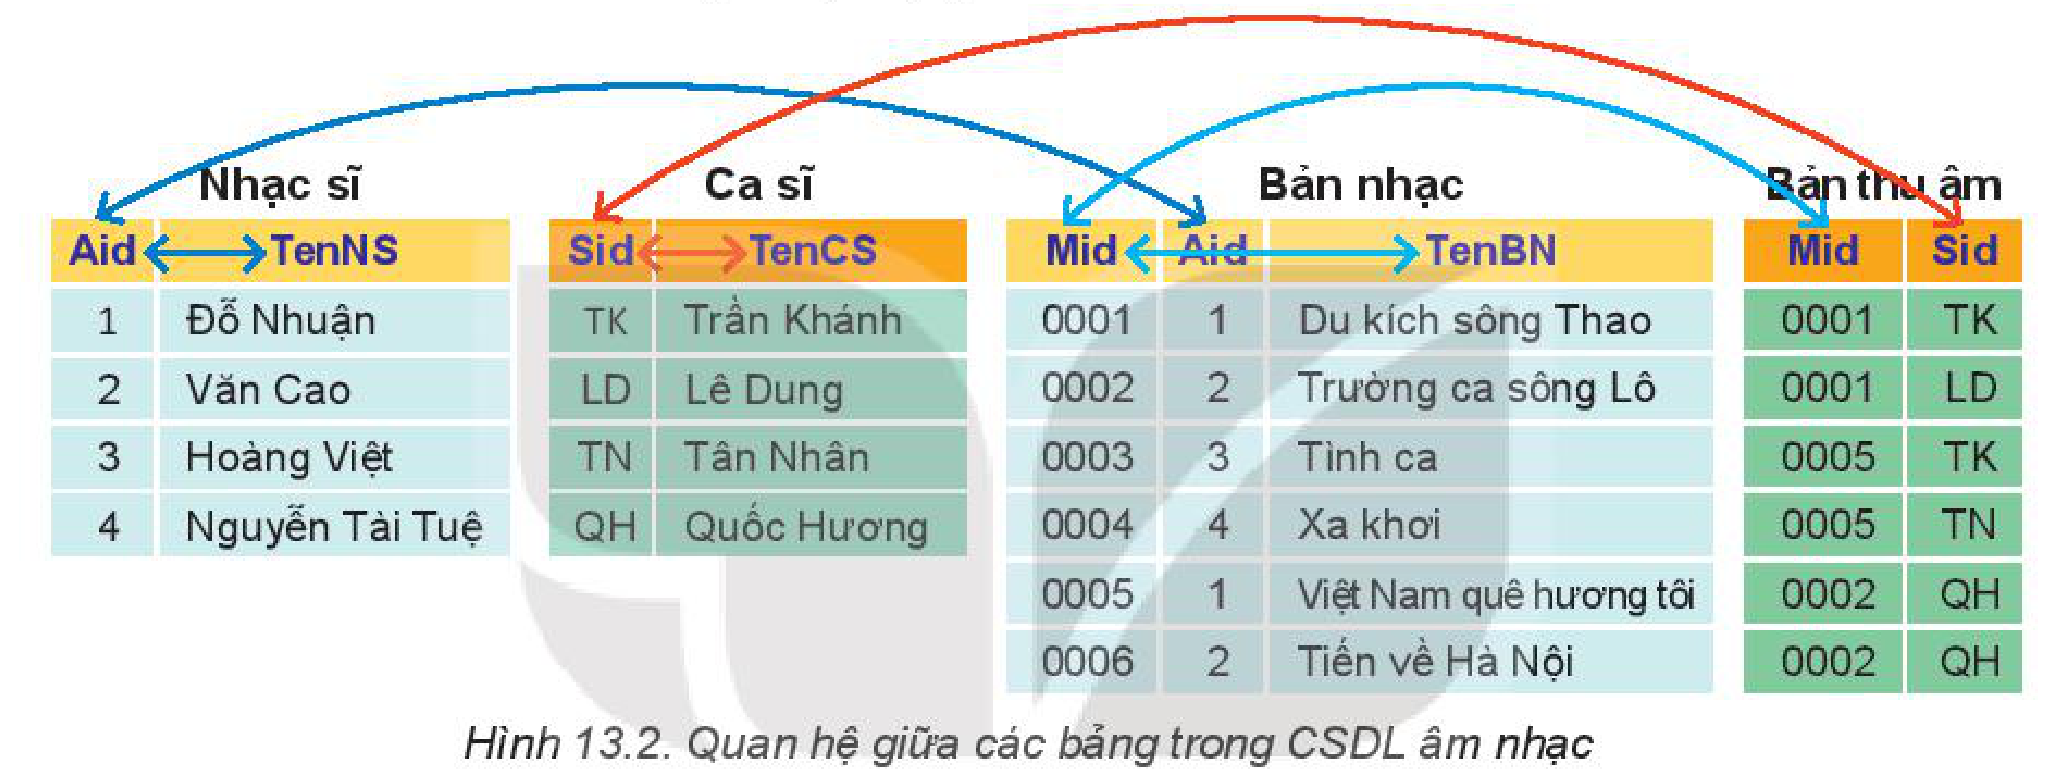 Nhạc sĩ Ca sĩ Bản nhạc Bản thu âm
Aid TenNS Sid TenCS Mid Aid TenBN Mid Sid
1 Đỗ Nhuận TK Trần Khánh 0001 1 Du kích sông Thao 0001 TK
2 Văn Cao LD Lê Dung 0002 2 Trường ca sông Lô 0001 LD
3 Hoàng Việt TN Tân Nhân 0003 3 Tình ca 0005 TK
4 Nguyễn Tài Tuệ QH Quốc Hương 0004 4 Xa khơi 0005 TN
0005 1 Việt Nam quê hương tôi 0002 QH
0006 2 Tiến về Hà Nội 0002 QH
Hình 13.2. Quan hệ giữa các bảng trong CSDL âm nhạc